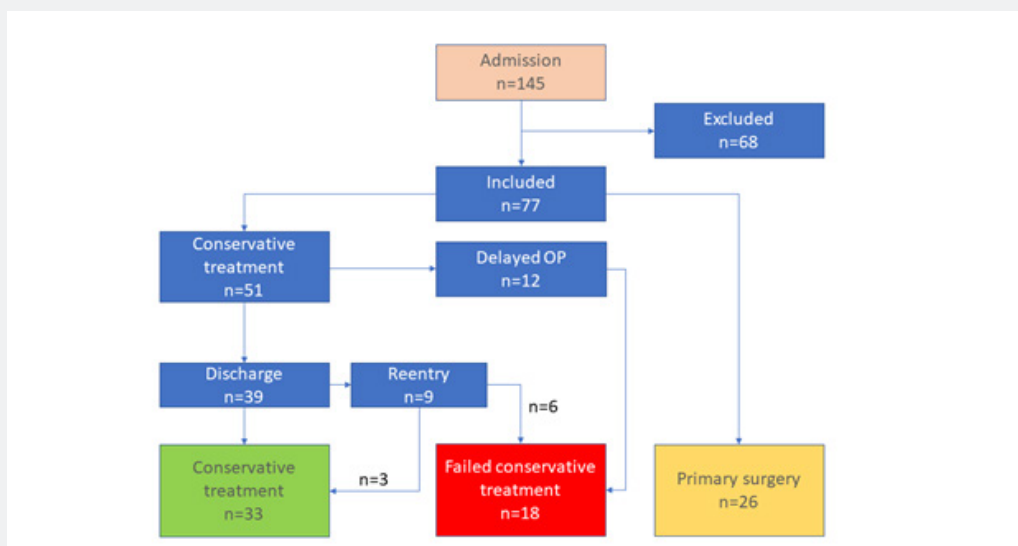 Admission
n=145
Excluded
n=68
Included
n=77
Conservative
treatment
n=51
Delayed OP
n=12
Discharge
n=39
Reentry
n=9
n=6
Conservative
treatment
n=33
n=3
Failed conservative
treatment
n=18
Primary surgery
n=26